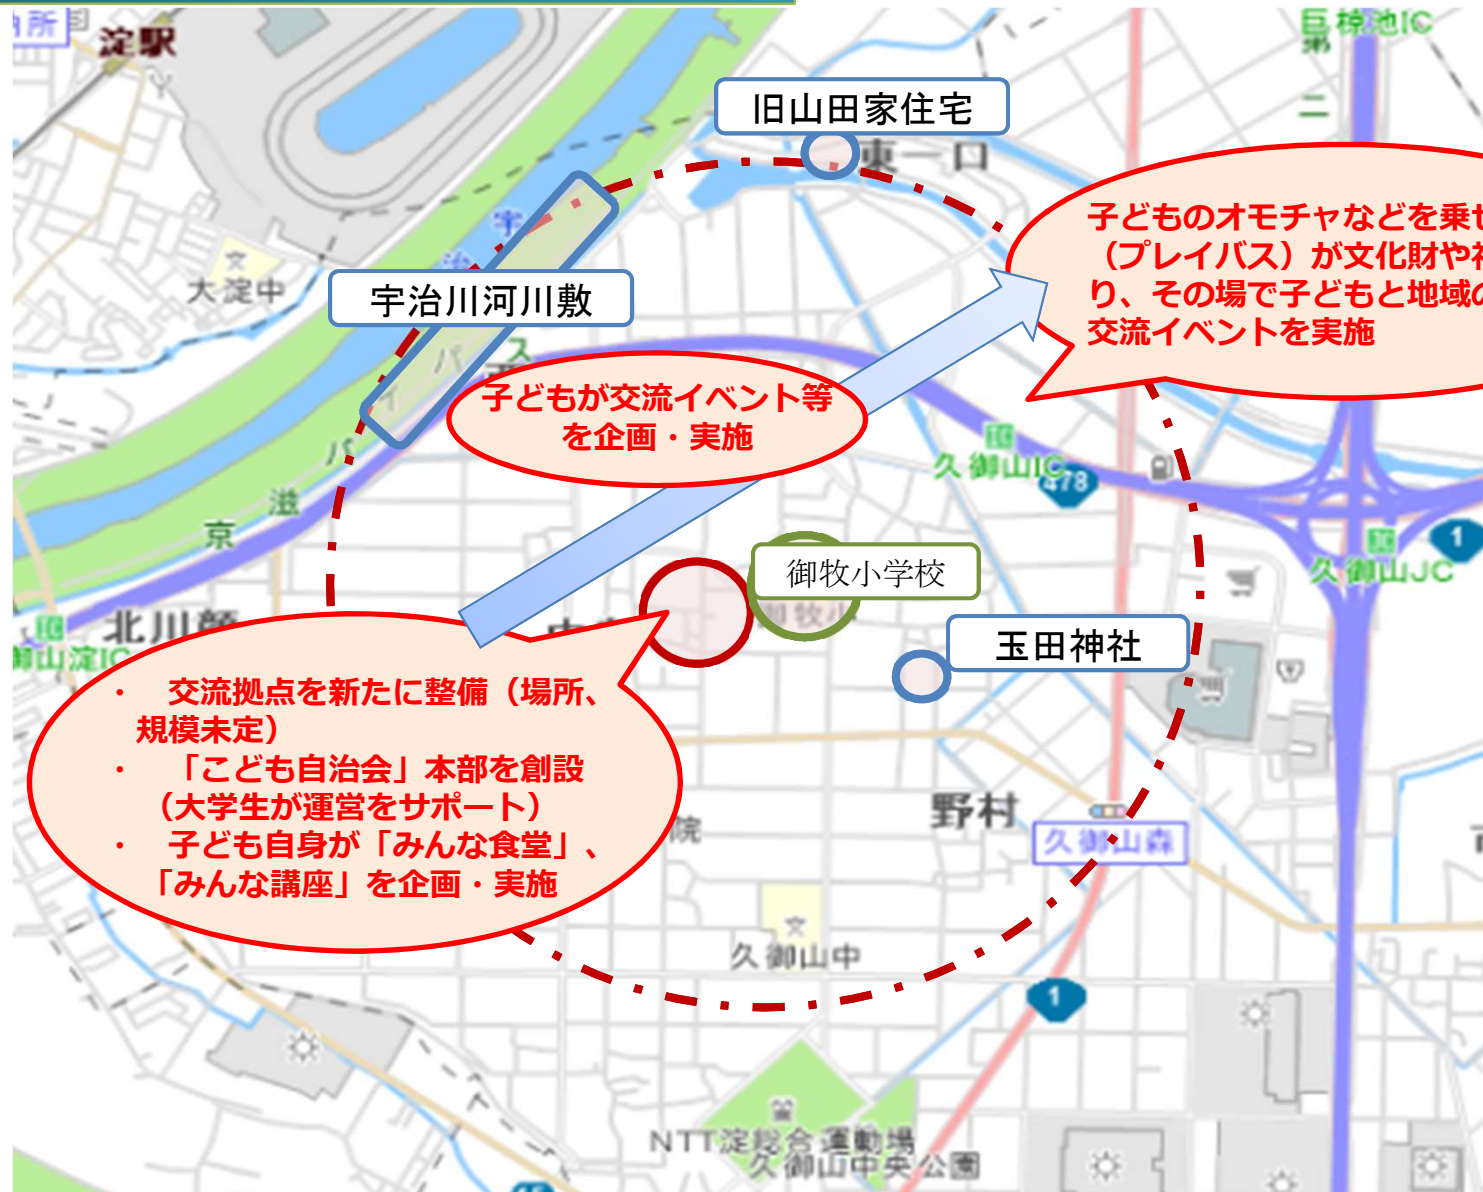 淀駅
巨椋池IC
第
二
旧山田家住宅
東一口
子どものオモチャなどを乗せ
（プレイバス）が文化財や
り、その場で子どもと地域の
交流イベントを実施
宇
治
大淀中
宇治川河川敷
ス
パ
イ
バ
子どもが交流イベント等
を企画・実施
久御山IC
478
滋
京
1
久御山JC
御牧小学校
北川顔
御山淀IC
玉田神社
・　交流拠点を新たに整備（場所、
規模未定）
・　「こども自治会」本部を創設
（大学生が運営をサポート）
・　子ども自身が「みんな食堂」、
「みんな講座」を企画・実施
野村
院
久御山森
久御山中
1
NTT淀総合運動場
久御山中央公園